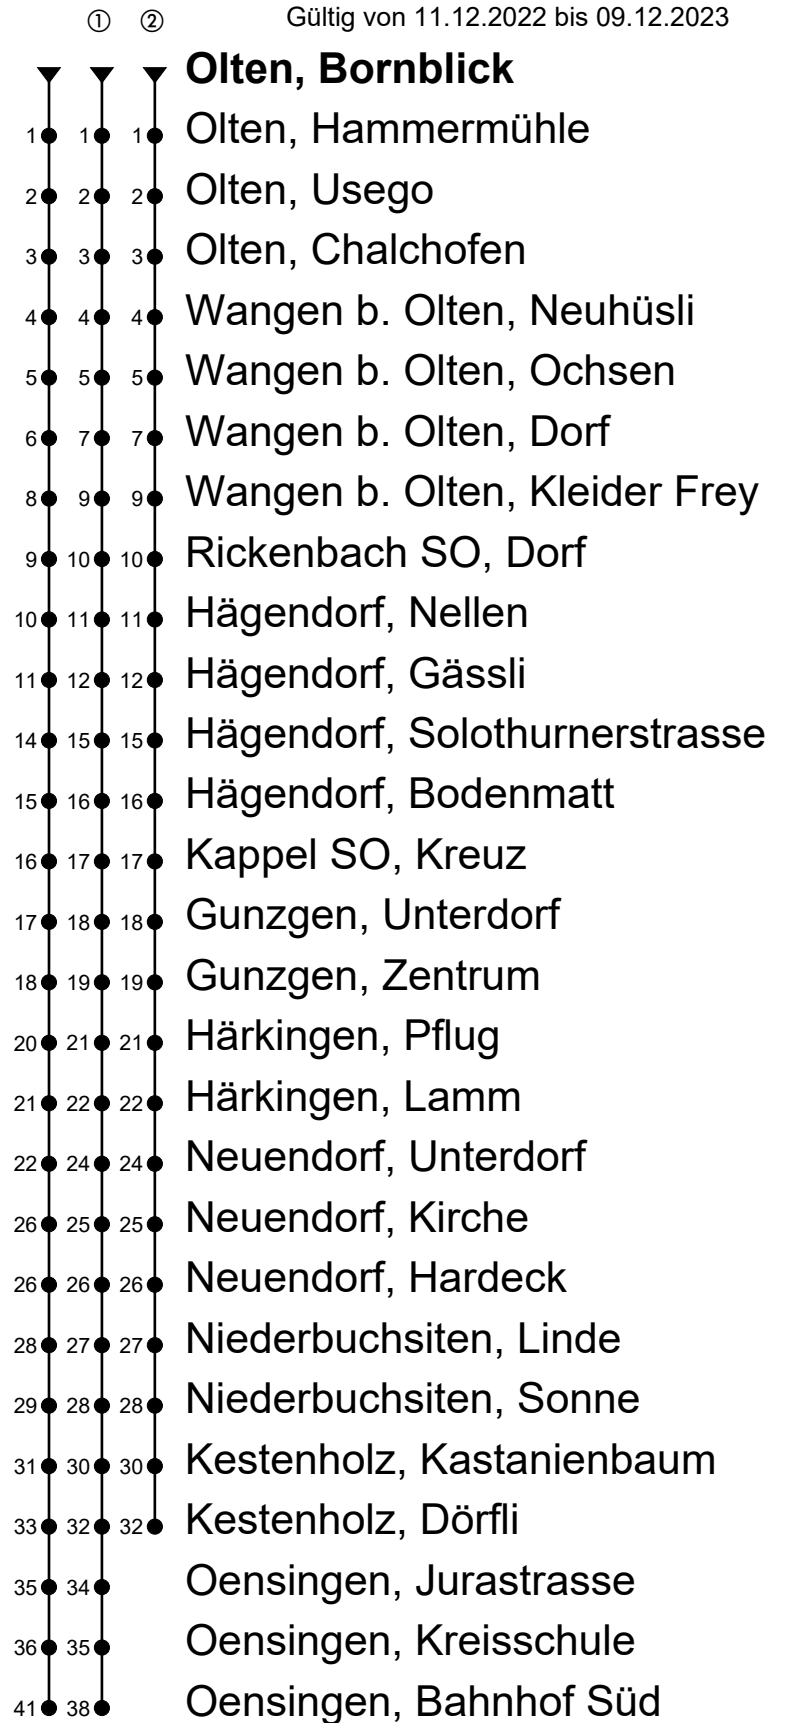 ① ② Gültig von 11.12.2022 bis 09.12.2023
Olten, Bornblick
1 1 1 Olten, Hammermühle
2 2 2 Olten, Usego
3 3 3 Olten, Chalchofen
4 4 4 Wangen b. Olten, Neuhüsli
5 5 5 Wangen b. Olten, Ochsen
6 7 7 Wangen b. Olten, Dorf
8 9 9 Wangen b. Olten, Kleider Frey
9 10 10 Rickenbach SO, Dorf
10 11 11 Hägendorf, Nellen
11 12 12 Hägendorf, Gässli
14 15 15 Hägendorf, Solothurnerstrasse
15 16 16 Hägendorf, Bodenmatt
16 17 17 Kappel SO, Kreuz
17 18 18 Gunzgen, Unterdorf
18 19 19 Gunzgen, Zentrum
20 21 21 Härkingen, Pflug
21 22 22 Härkingen, Lamm
22 24 24 Neuendorf, Unterdorf
26 25 25 Neuendorf, Kirche
26 26 26 Neuendorf, Hardeck
28 27 27 Niederbuchsiten, Linde
29 28 28 Niederbuchsiten, Sonne
31 30 30 Kestenholz, Kastanienbaum
33 32 32 Kestenholz, Dörfli
35 34 Oensingen, Jurastrasse
36 35 Oensingen, Kreisschule
41 38 Oensingen, Bahnhof Süd